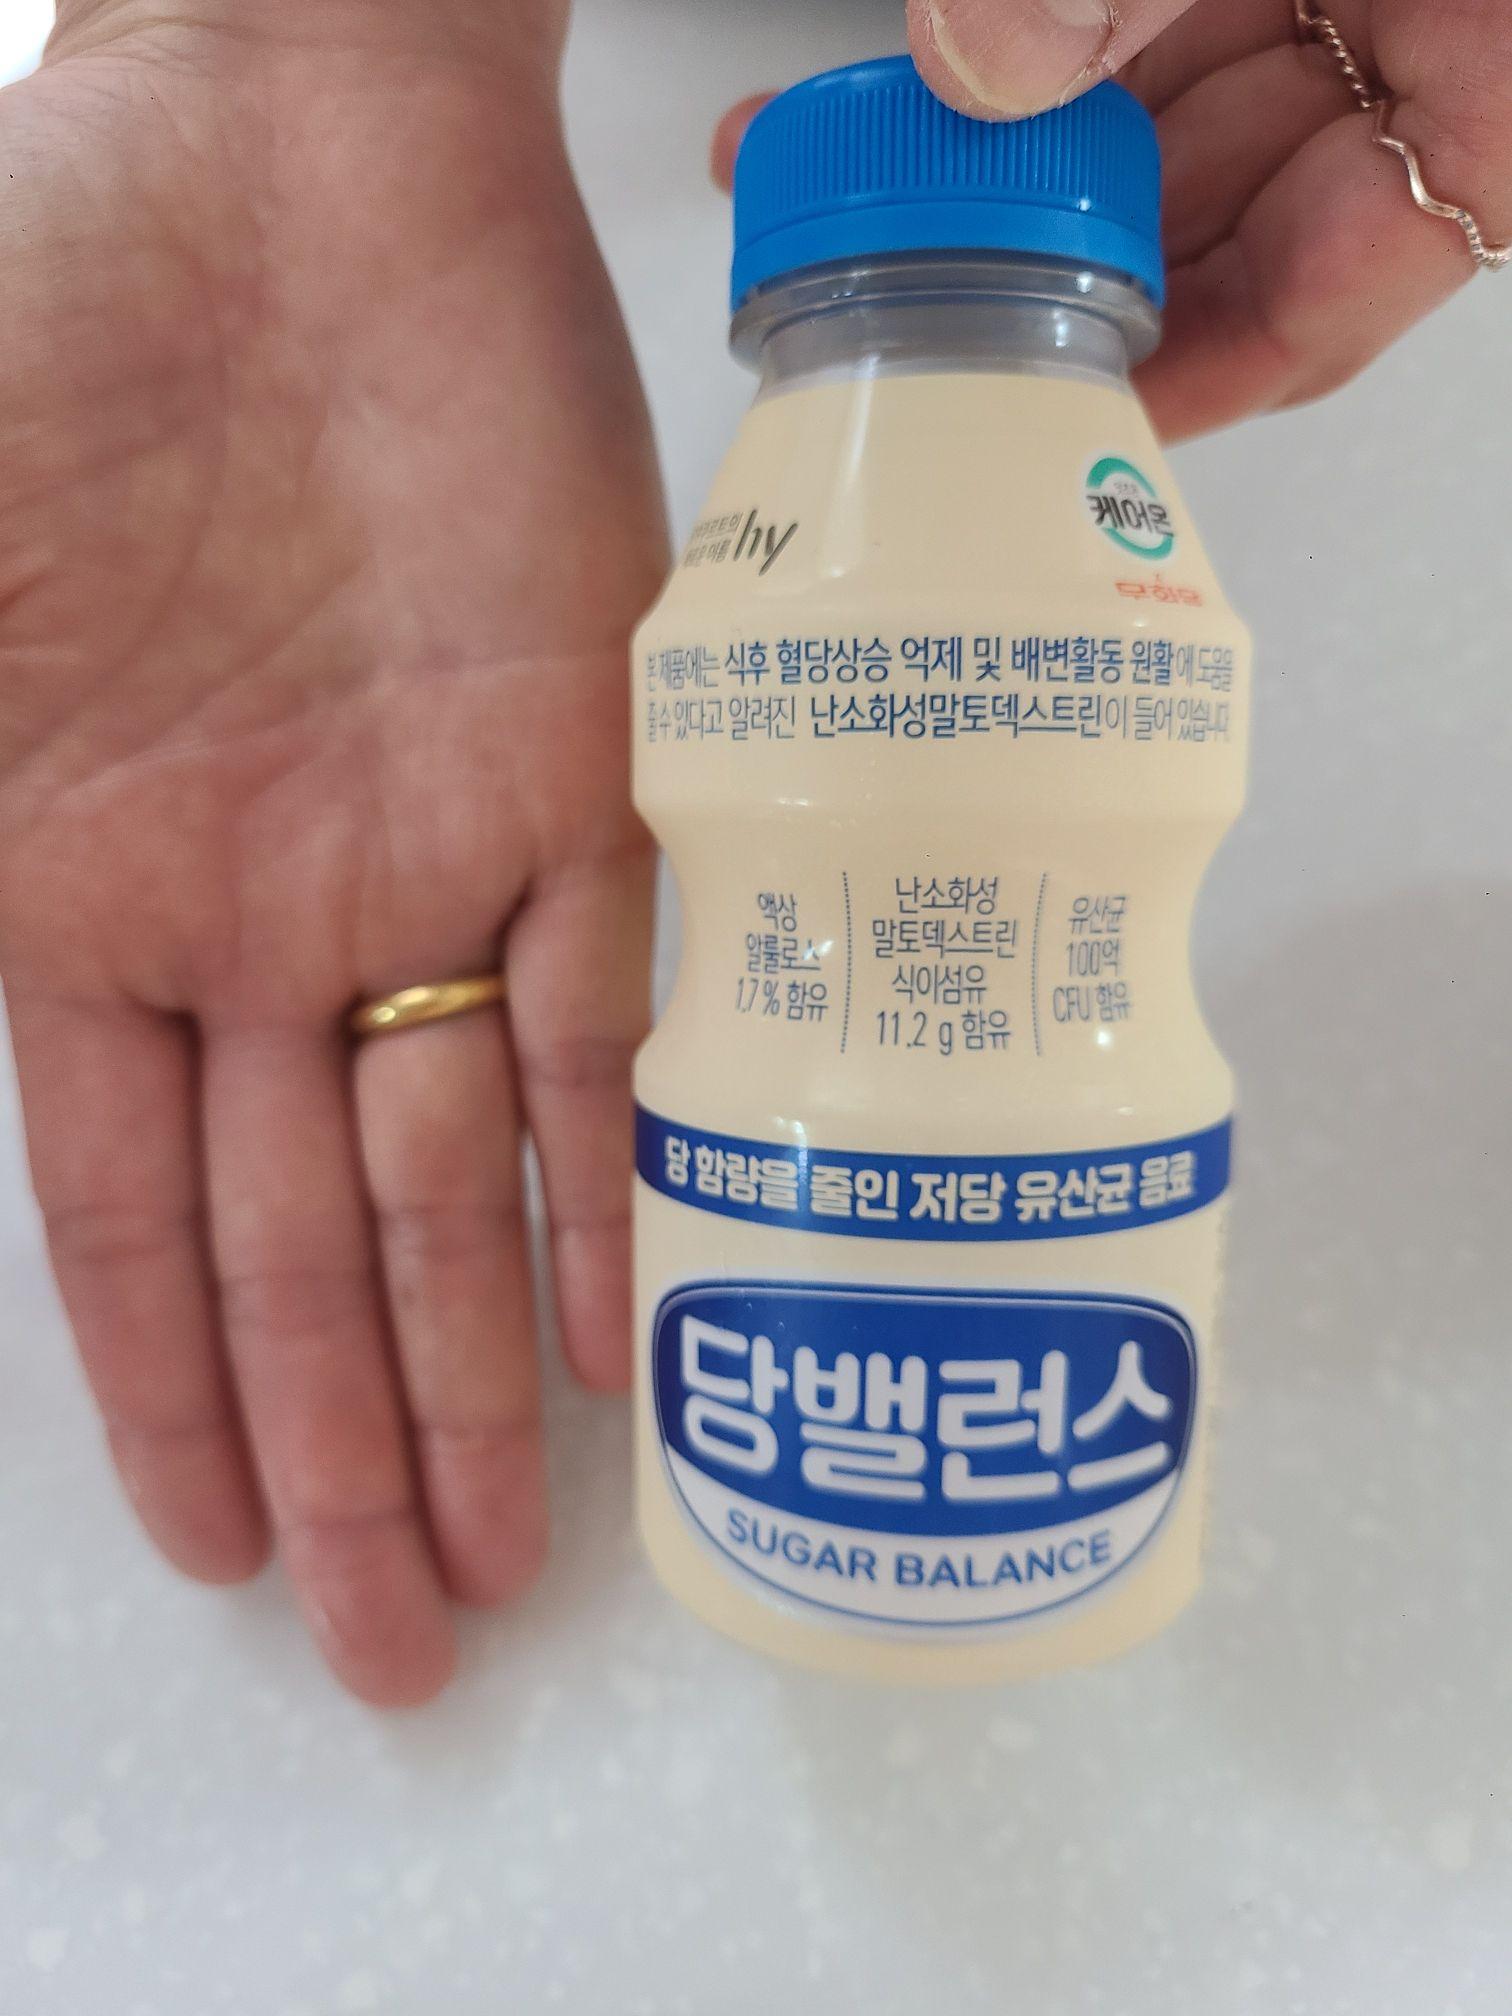 hy
케어온
본 제품에는 식후 혈당상승 억제 및 배변활동 원활에 도움을
줄 수 있다고 알려진 난소화성말토덱스트린이 들어 있습니다
액상
알룰로스
1.7% 함유
난소화성
말토덱스트린
식이섬유
11.2 g 함유
유산균
100억
CFU 함유
당 함량을 줄인 저당 유산균 음료
당밸런스
SUGAR BALANCE